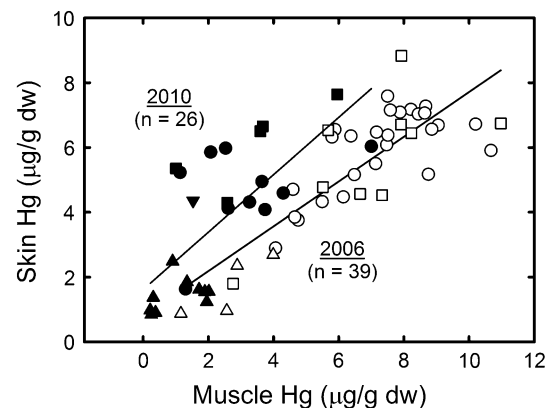 10
8
6
4
2
0
Skin Hg (µg/g dw)
2010
(n = 26)
2006
(n = 39)
0 2 4 6 8 10 12
Muscle Hg (µg/g dw)